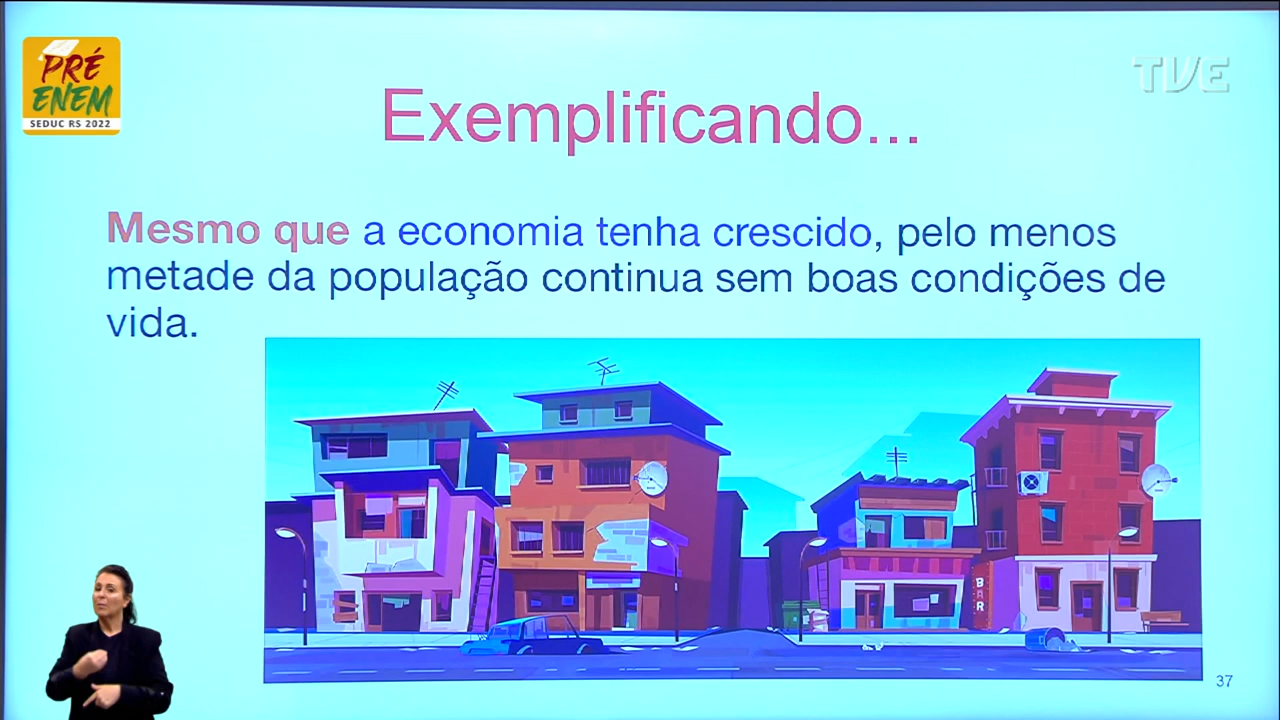 PRÉ
ENEM
SEDUC RS 2022
TVE
Exemplificando...
Mesmo que a economia tenha crescido, pelo menos
metade da população continua sem boas condições de
vida.
BAR
37